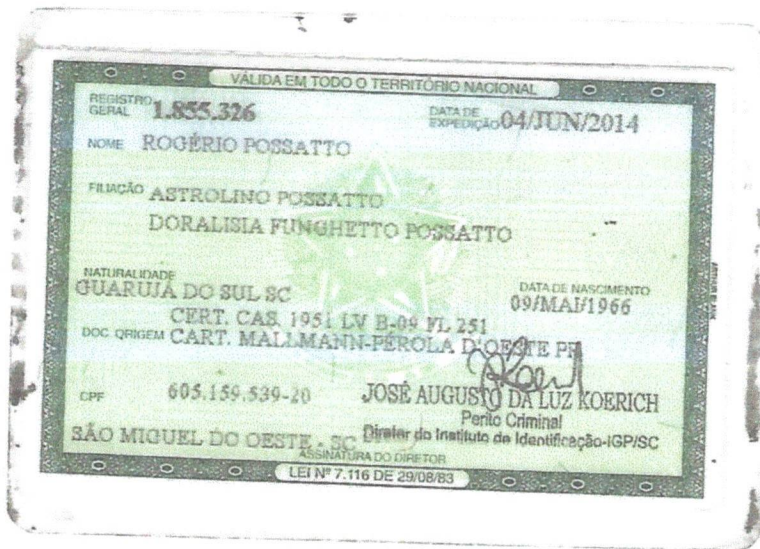 VÁLIDA EM TODO O TERRITÓRIO NACIONAL
REGISTRO GERAL 1.855.326 DATA DE EXPEDIÇÃO 04/JUN/2014
NOME ROGÉRIO POSSATTO
FILIAÇÃO ASTROLINO POSSATTO
DORALISIA FUNGHETTO POSSATTO
NATURALIDADE DATA DE NASCIMENTO
GUARUJÁ DO SUL SC 09/MAI/1966
CERT. CAS. 1951 LV B-09 FL 251
DOC ORIGEM CART. MALLMANN-PÉROLA D'OESTE PR
CPF 605.159.539-20 JOSÉ AUGUSTO DA LUZ KOERICH
Perito Criminal
SÃO MIGUEL DO OESTE - SC Diretor do Instituto de Identificação-IGP/SC
ASSINATURA DO DIRETOR
LEI Nº 7.116 DE 29/08/83